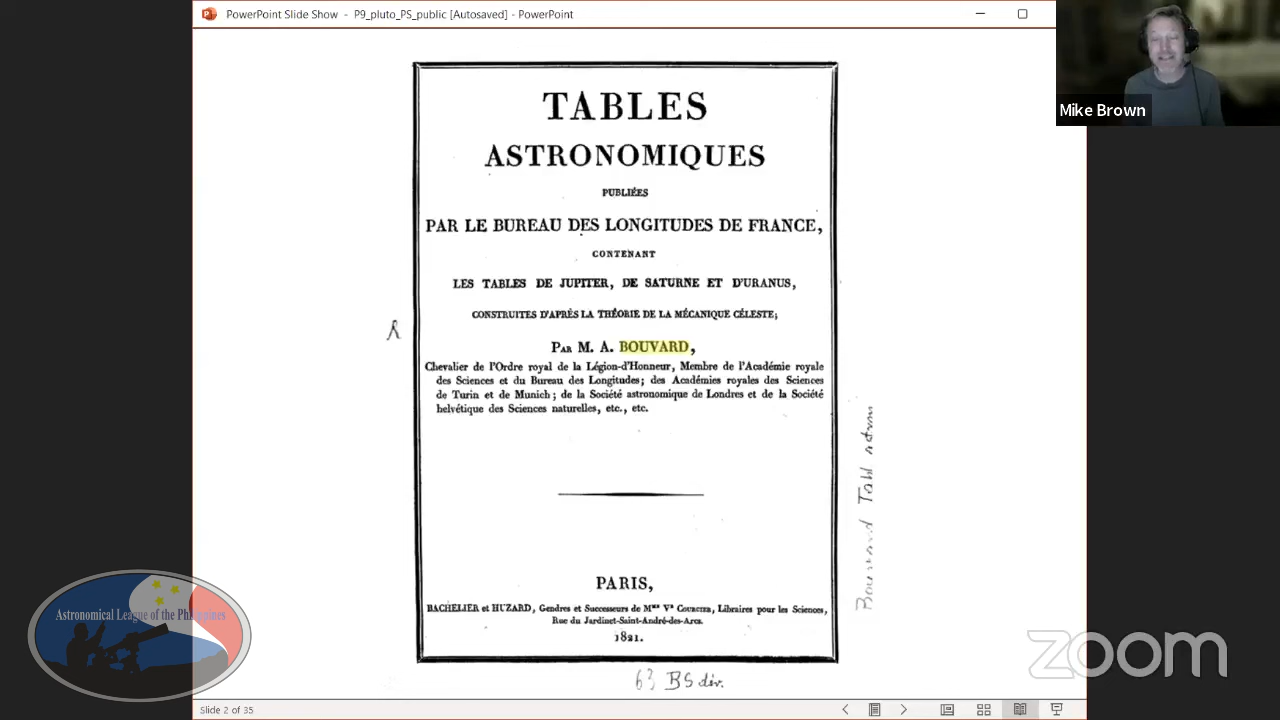 PowerPoint Slide Show - P9_pluto_PS_public [Autosaved] - PowerPoint
Mike Brown
TABLES
ASTRONOMIQUES
PUBLIÉES
PAR LE BUREAU DES LONGITUDES DE FRANCE,
CONTENANT
LES TABLES DE JUPITER, DE SATURNE ET D'URANUS,
CONSTRUITES D'APRÈS LA THÉORIE DE LA MÉCANIQUE CÉLESTE;
PAR M. A. BOUVARD,
Chevalier de l'Ordre royal de la Légion-d'Honneur, Membre de l'Académie royale
des Sciences et du Bureau des Longitudes; des Académies royales des Sciences
de Turin et de Munich; de la Société astronomique de Londres et de la Société
helvétique des Sciences naturelles, etc., etc.
Bouvard Tabl astron
PARIS,
BACHELIER et HUZARD, Gendres et Successeurs de Mme Ve COURCIER, Libraires pour les Sciences,
Rue du Jardinet-Saint-André-des-Arcs.
1821.
63 BS div.
Astronomical League of the Philippines
zoom
Slide 2 of 35